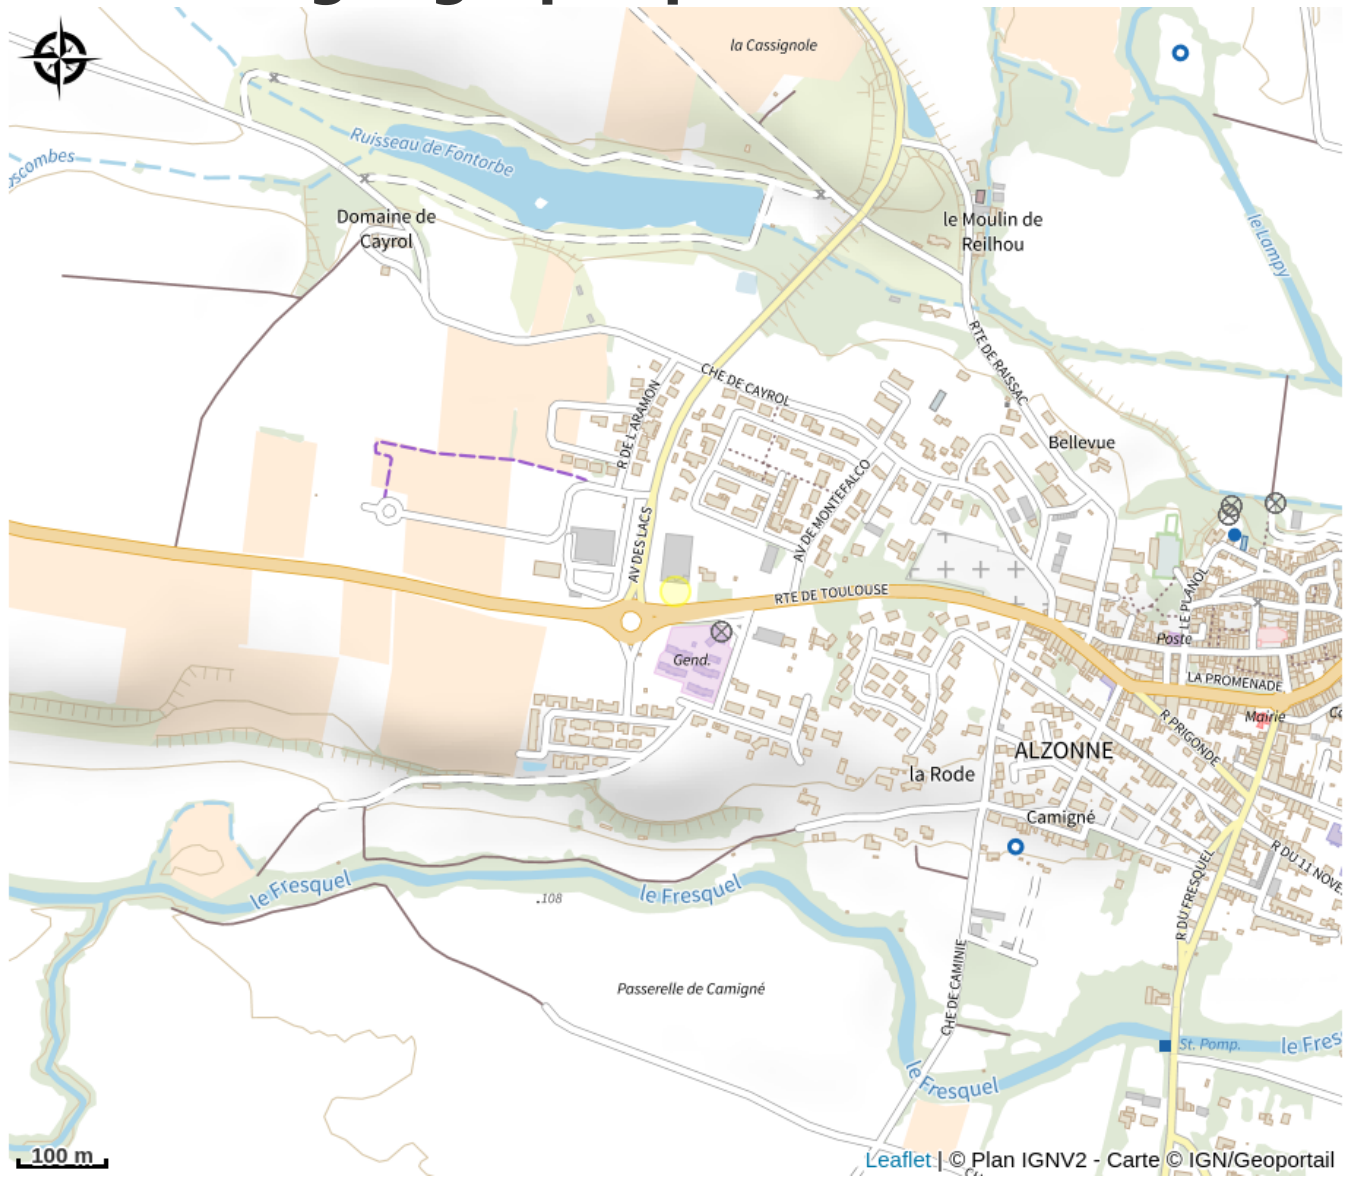 la Cassignole
Ruisseau de Fontorbe
Domaine de
Cayrol
le Moulin de
Reilhou
le Lampy
RTE DE RAISSAC
CHE DE CAYROL
R DE L'ARAMON
Bellevue
AV DE MONTEFALCO
AV DES LACS
RTE DE TOULOUSE
LE PLANOL
Poste
Gend.
LA PROMENADE
Mairie
R PRIGONDE
ALZONNE
la Rode
Camigné
R DU 11 NOVE
R DU FRESQUEL
le Fresquel
le Fresquel
.108
Passerelle de Camigné
CHE DE CAMINIE
St. Pomp.
le Fres
le Fresquel
100 m
Leaflet | © Plan IGNV2 - Carte © IGN/Geoportail